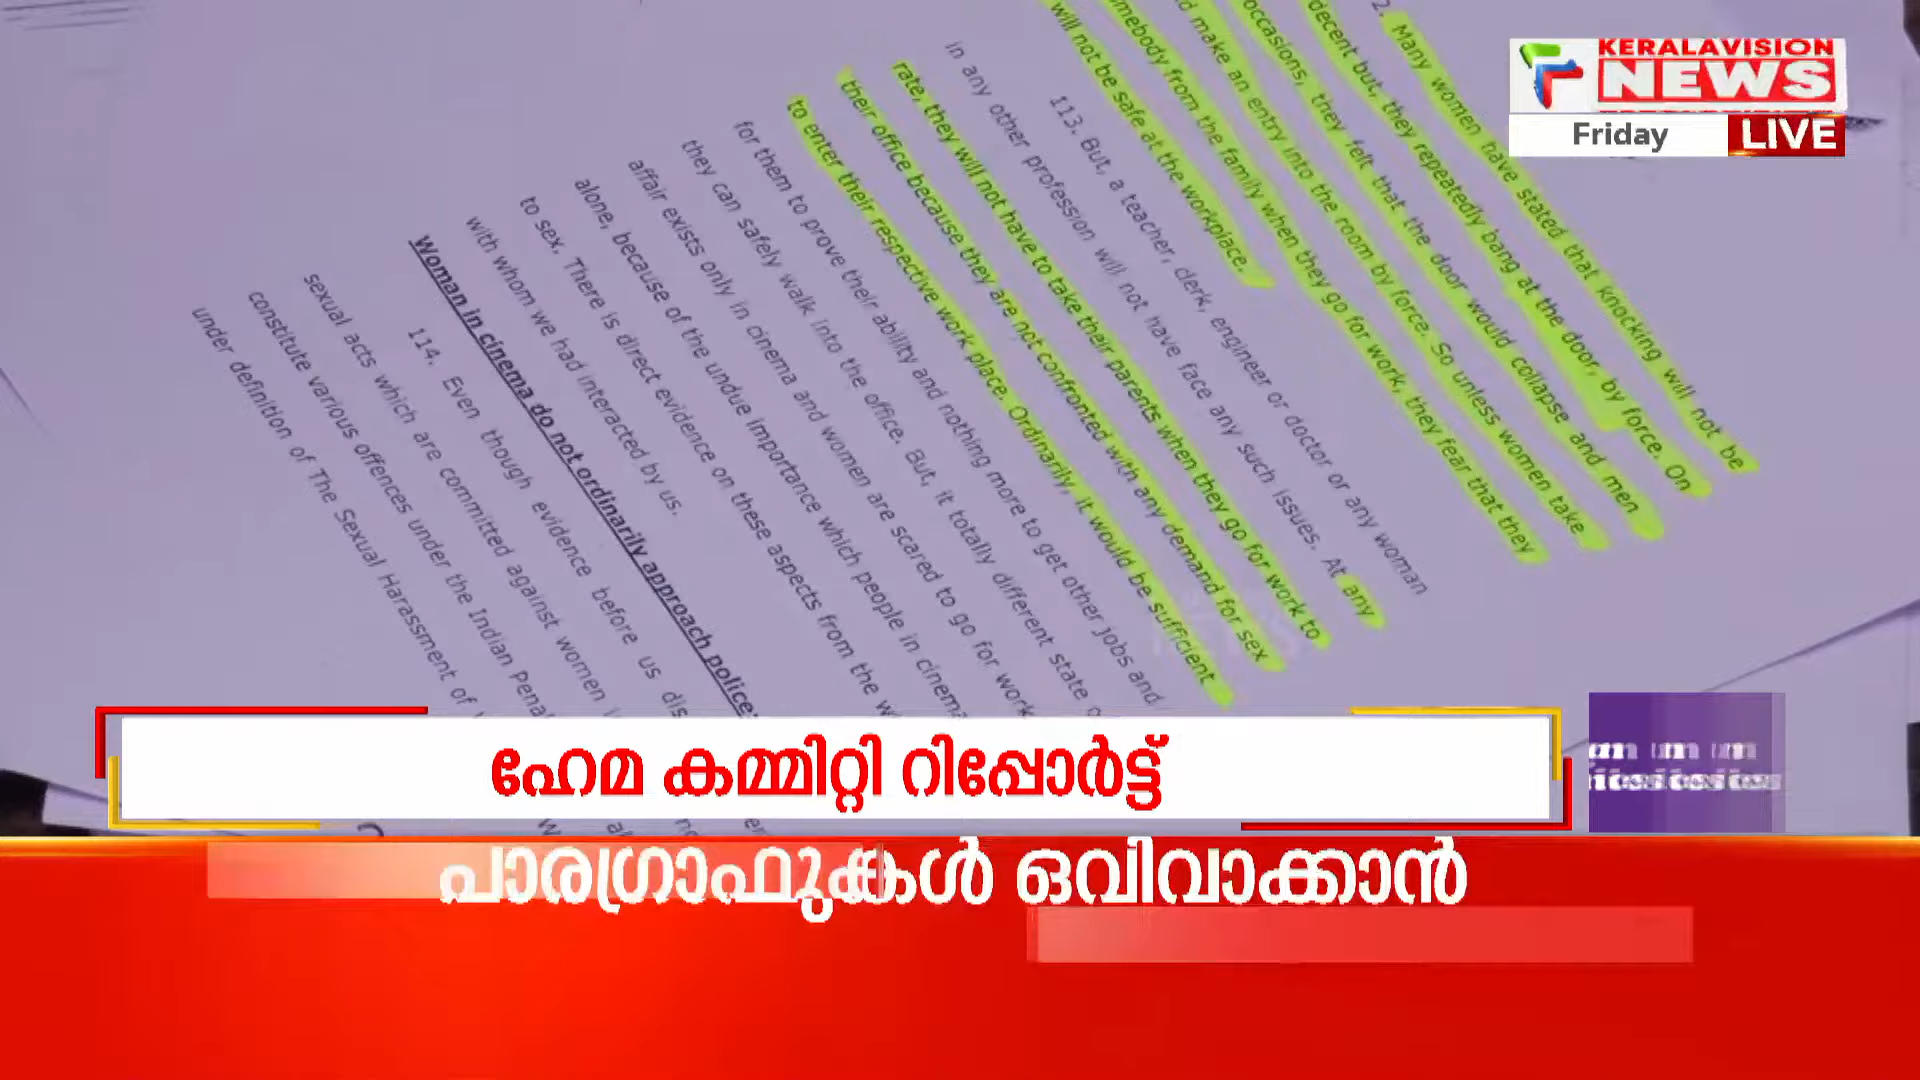 KERALAVISION
NEWS
Friday
LIVE
2. Many women have stated that knocking will not be
decent but, they repeatedly bang at the door, by force. On
occasions, they felt that the door would collapse and men
make an entry into the room by force. So unless women take
from the family when they go for work, they fear that they
will not be safe at the workplace.
113. But, a teacher, clerk, engineer or doctor or any woman
in any other profession will not have face any such issues. At any
rate, they will not have to take their parents when they go for work to
their office because they are not confronted with any demand for sex
to enter their respective work place. Ordinarily, it would be sufficient
for them to prove their ability and nothing more to get other jobs and
they can safely walk into the office. But, it totally different state
affair exists only in cinema and women are scared to go for work
alone, because of the undue importance which people in cinema
to sex. There is direct evidence on these aspects from the
with whom we had interacted by us.
Woman in cinema do not ordinarily approach police:
114. Even though evidence before us
sexual acts which are committed against women
constitute various offences under the Indian
under definition of The Sexual Harassment of
ഹേമ കമ്മിറ്റി റിപ്പോർട്ട്
പാരഗ്രാഫുകൾ ഒവിവാക്കാൻ